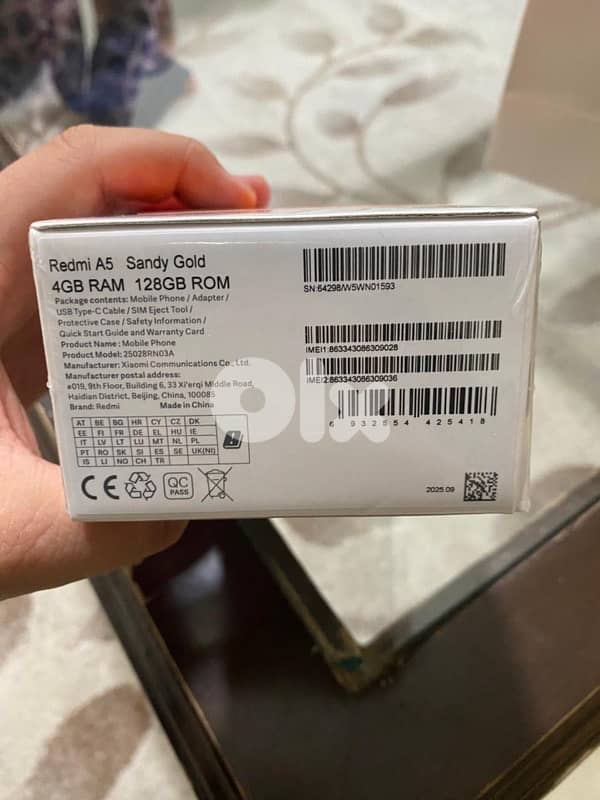 Redmi A5 Sandy Gold
4GB RAM 128GB ROM
Package contents: Mobile Phone / Adapter /
USB Type-C Cable / SIM Eject Tool /
Protective Case / Safety Information /
Quick Start Guide and Warranty Card
Product Name: Mobile Phone
Product Model: 25028RN03A
Manufacturer: Xiaomi Communications Co., Ltd.
Manufacturer postal address:
#019, 9th Floor, Building 6, 33 Xi'erqi Middle Road,
Haidian District, Beijing, China, 100085
Brand: Redmi Made in China
AT BE BG HR CY CZ DK
EE FI FR DE EL HU IE
IT LV LT LU MT NL PL
PT RO SK SI ES SE UK(NI)
IS LI NO CH TR
CE
QC
PASS
SN:64298/W5WN01593
IMEI1:863343086309028
IMEI2:863343086309036
6 932554 425418
2025.09
olx